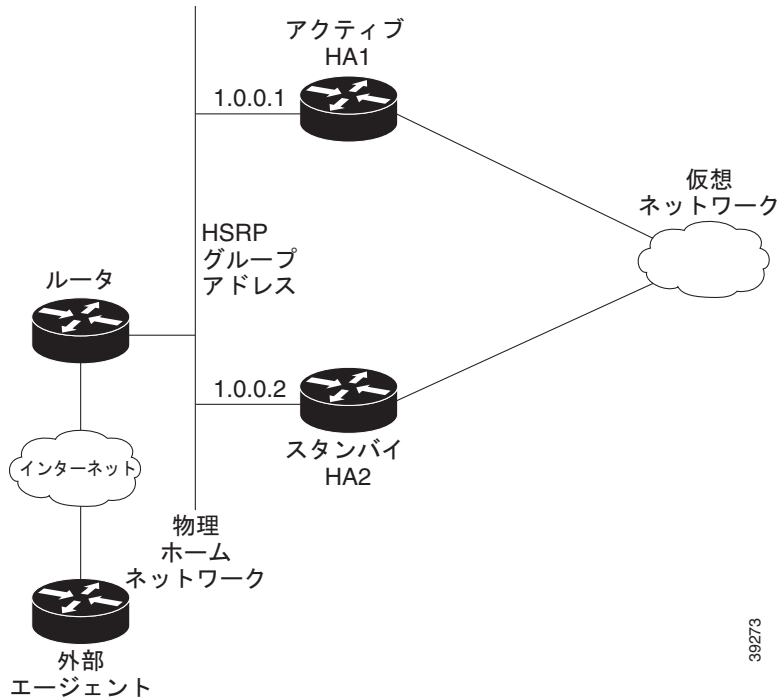 アクティブ
HA1
1.0.0.1
仮想
ネットワーク
HSRP
グループ
アドレス
ルータ
1.0.0.2
スタンバイ
HA2
インターネット
物理
ホーム
ネットワーク
外部
エージェント
39273